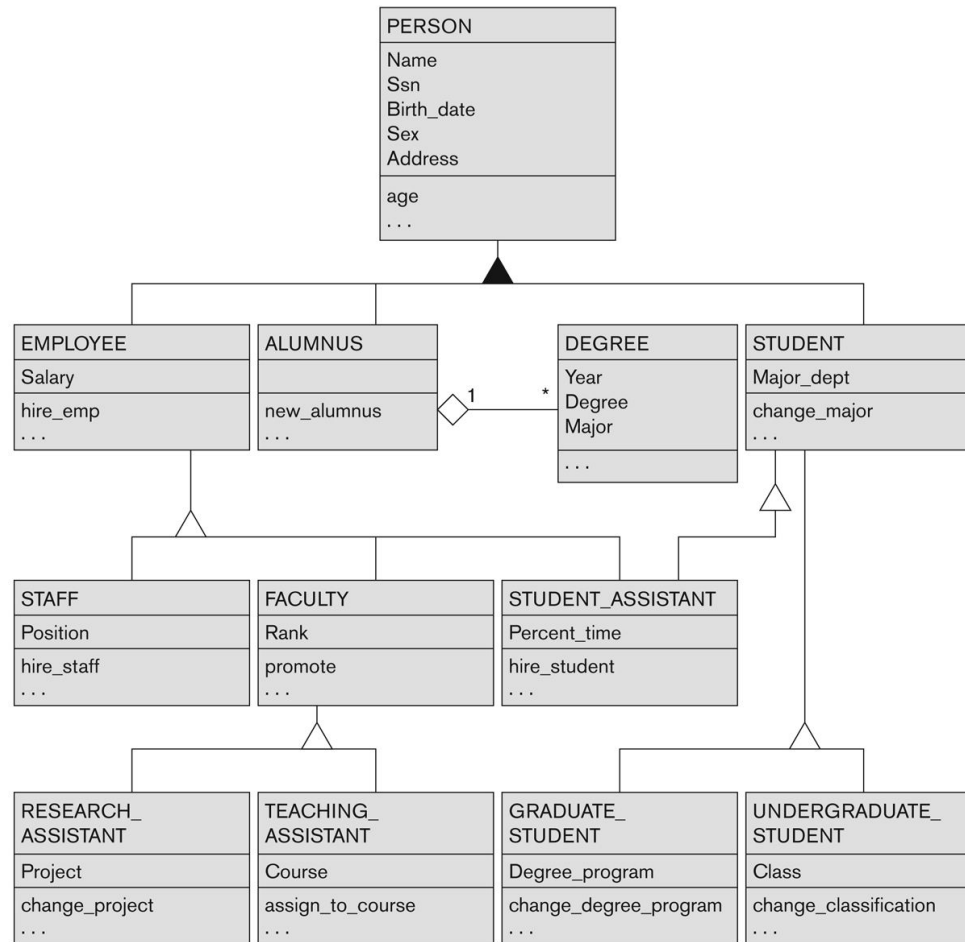 PERSON
Name
Ssn
Birth_date
Sex
Address
age
. . .
EMPLOYEE
Salary
hire_emp
. . .
ALUMNUS
new_alumnus
. . .
1
*
DEGREE
Year
Degree
Major
. . .
STUDENT
Major_dept
change_major
. . .
STAFF
Position
hire_staff
. . .
FACULTY
Rank
promote
. . .
STUDENT_ASSISTANT
Percent_time
hire_student
. . .
RESEARCH_
ASSISTANT
Project
change_project
. . .
TEACHING_
ASSISTANT
Course
assign_to_course
. . .
GRADUATE_
STUDENT
Degree_program
change_degree_program
. . .
UNDERGRADUATE_
STUDENT
Class
change_classification
. . .